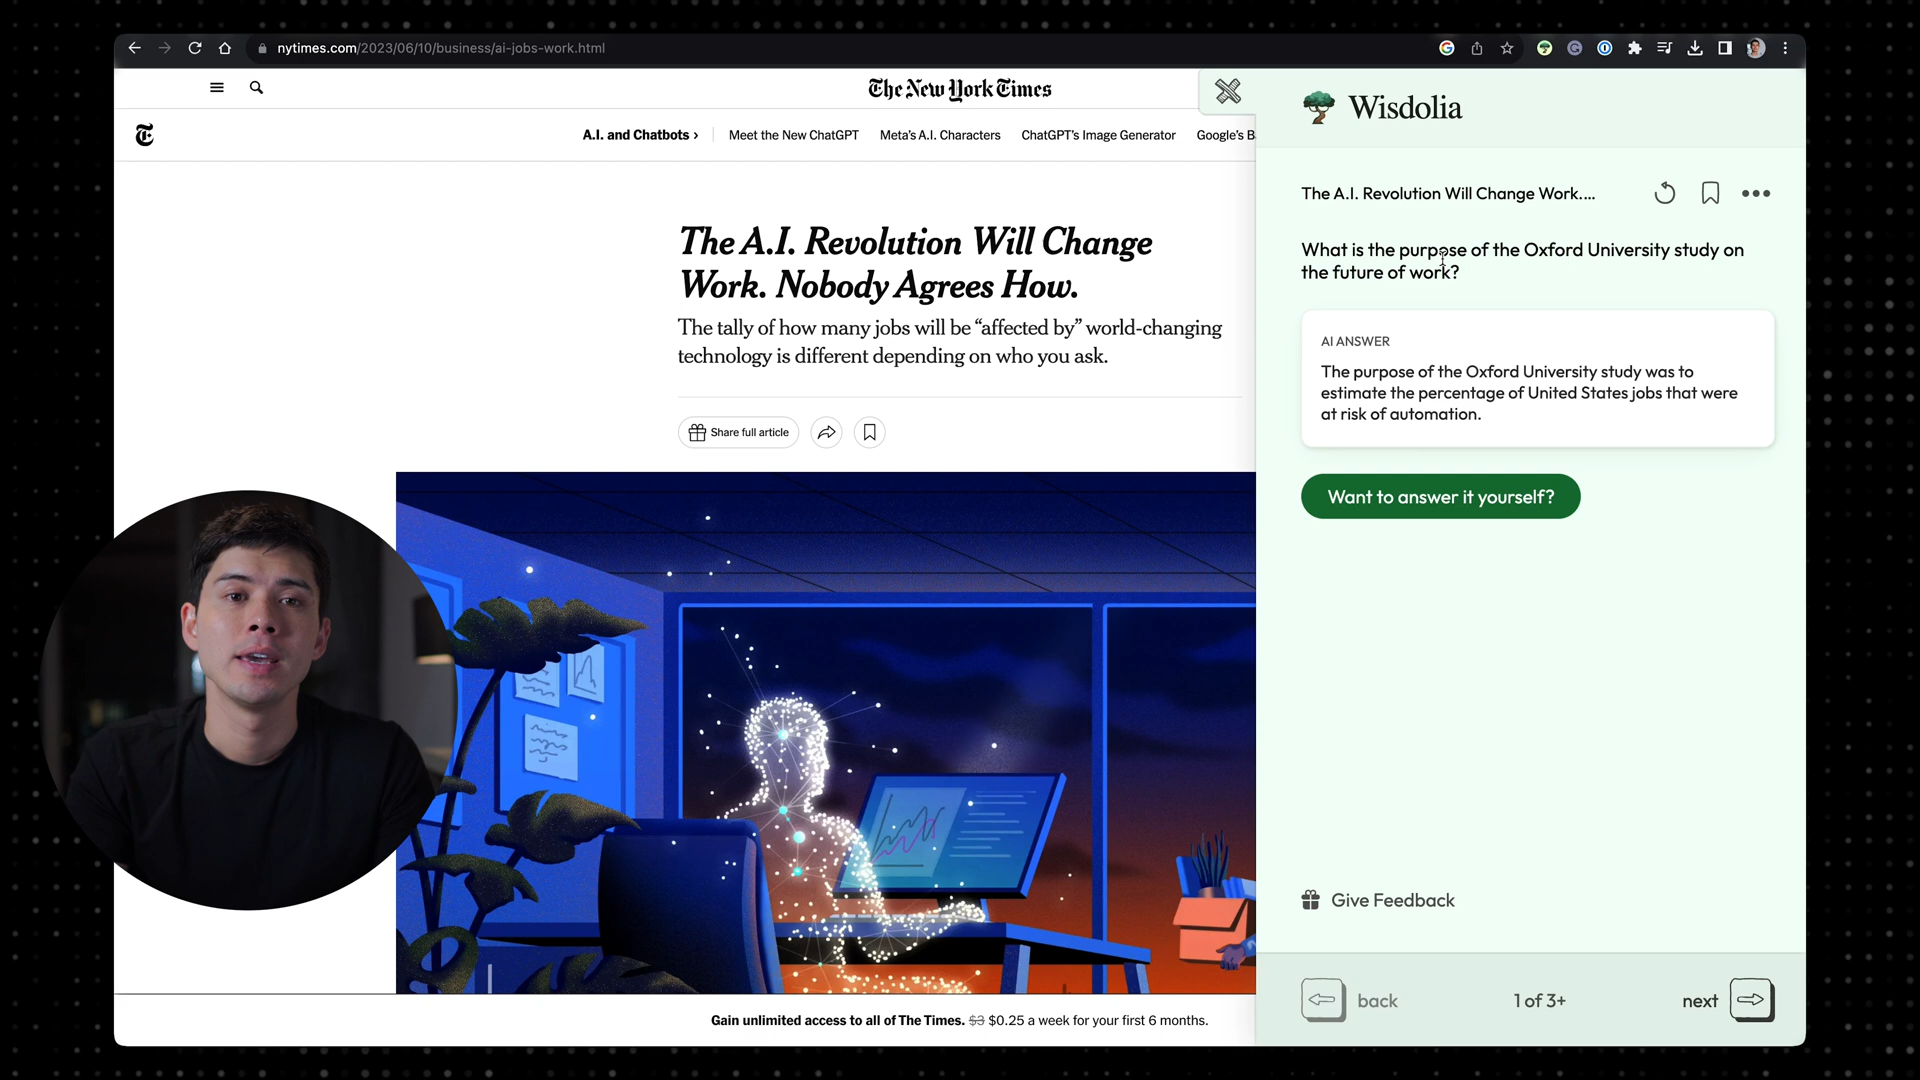 nytimes.com/2023/06/10/business/ai-jobs-work.html
The New York Times
A.I. and Chatbots ›
Meet the New ChatGPT
Meta's A.I. Characters
ChatGPT's Image Generator
Google's B
The A.I. Revolution Will Change
Work. Nobody Agrees How.
The tally of how many jobs will be “affected by” world-changing
technology is different depending on who you ask.
Share full article
Gain unlimited access to all of The Times. $3 $0.25 a week for your first 6 months.
Wisdolia
The A.I. Revolution Will Change Work....
What is the purpose of the Oxford University study on
the future of work?
AI ANSWER
The purpose of the Oxford University study was to
estimate the percentage of United States jobs that were
at risk of automation.
Want to answer it yourself?
Give Feedback
back
1 of 3+
next